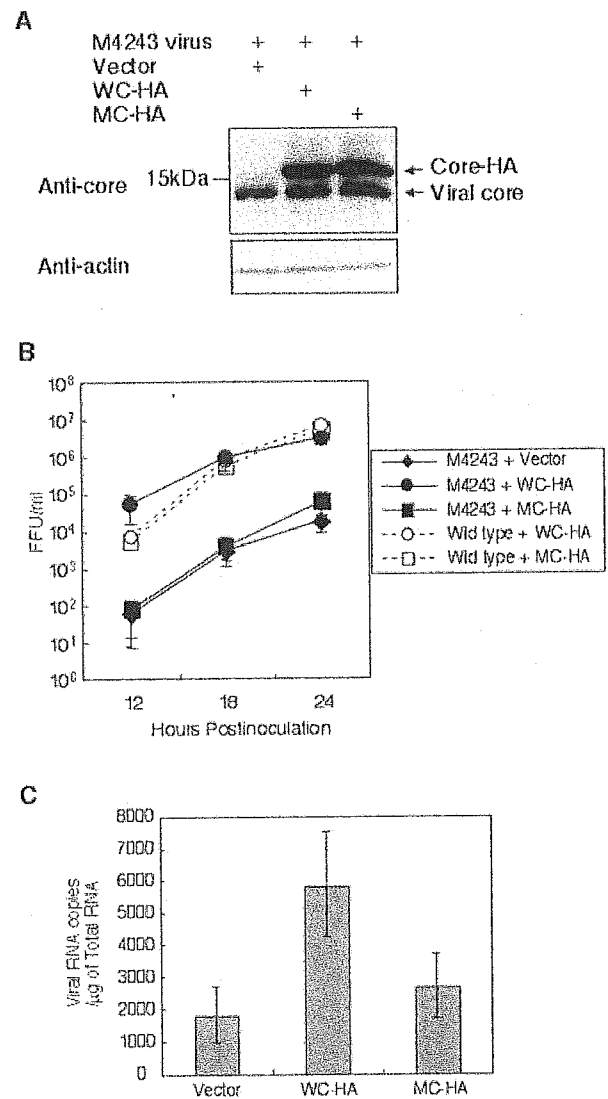 A
M4243 virus + + +
Vector +
WC-HA +
MC-HA +
Anti-core 15kDa Core-HA
Viral core
Anti-actin
B
10⁸
10⁷
10⁶
10⁵
10⁴
10³
10²
10¹
10⁰
FFU/ml
12 18 24
Hours Postinoculation
M4243 + Vector
M4243 + WC-HA
M4243 + MC-HA
Wild type + WC-HA
Wild type + MC-HA
C
8000
7000
6000
5000
4000
3000
2000
1000
0
Viral RNA copies
/µg of Total RNA
Vector WC-HA MC-HA